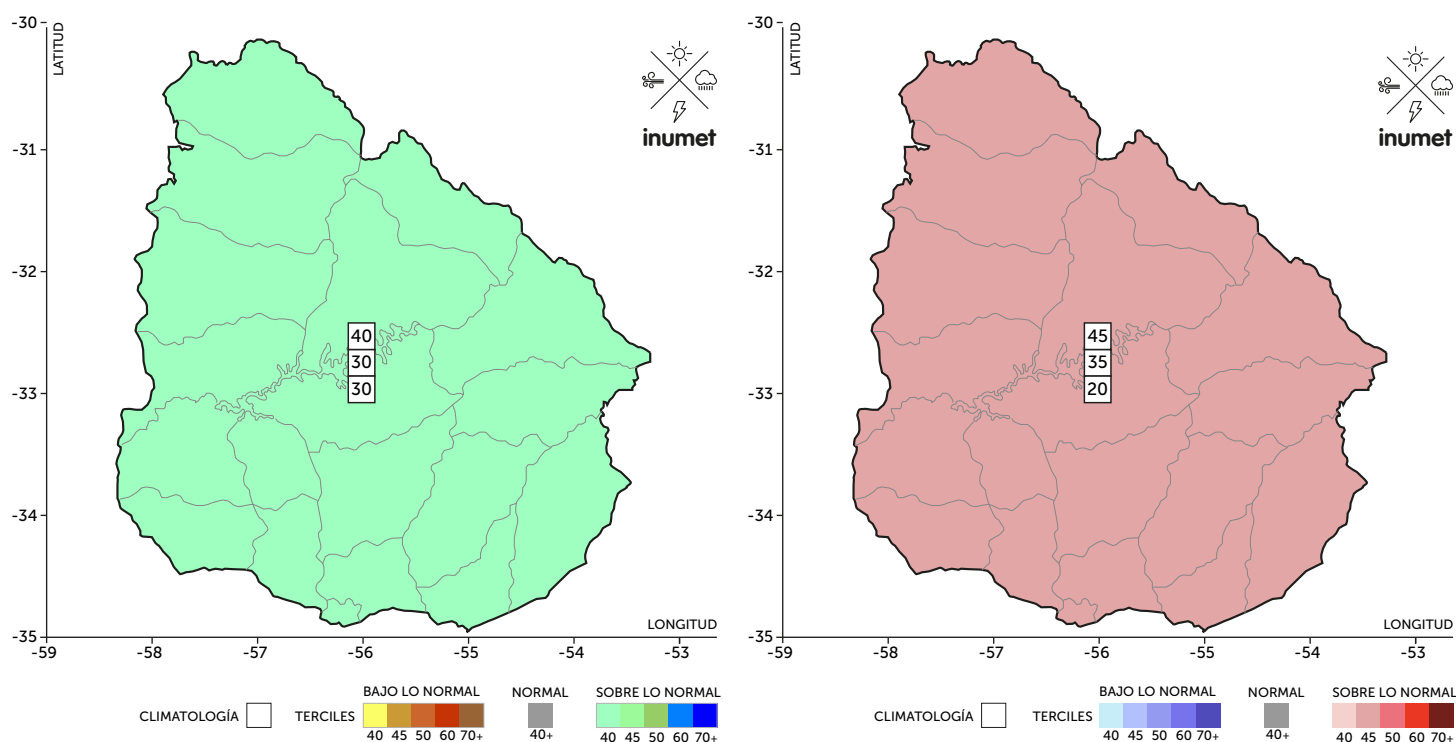 -30
LATITUD
inumet
-31
-32
40
30
30
-33
-34
-35
LONGITUD
-59 -58 -57 -56 -55 -54 -53
CLIMATOLOGÍA TERCILES
BAJO LO NORMAL
40 45 50 60 70+
NORMAL
40+
SOBRE LO NORMAL
40 45 50 60 70+
-30
LATITUD
inumet
-31
-32
45
35
20
-33
-34
-35
LONGITUD
-59 -58 -57 -56 -55 -54 -53
CLIMATOLOGÍA TERCILES
BAJO LO NORMAL
40 45 50 60 70+
NORMAL
40+
SOBRE LO NORMAL
40 45 50 60 70+